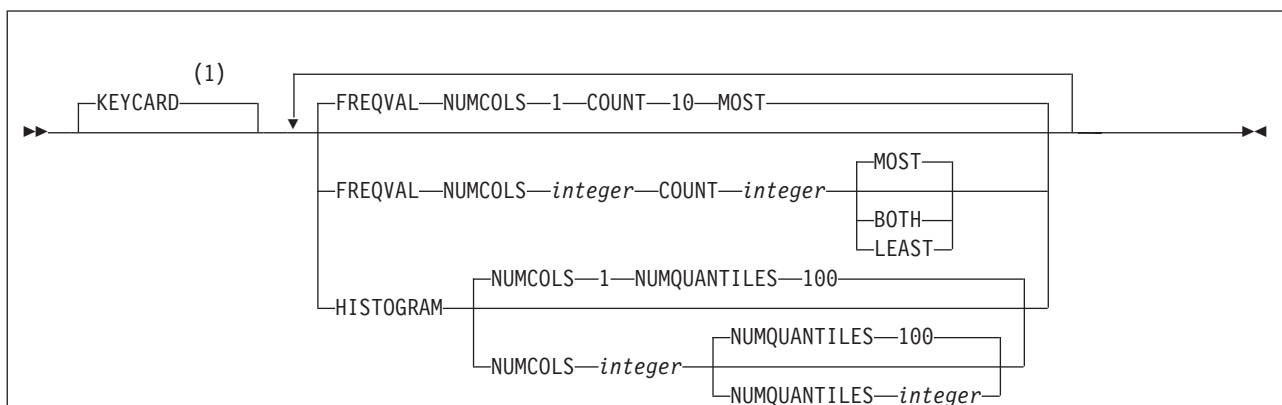 (1)
KEYCARD
FREQVAL NUMCOLS 1 COUNT 10 MOST
MOST
FREQVAL NUMCOLS integer COUNT integer
BOTH
LEAST
NUMCOLS 1 NUMQUANTILES 100
HISTOGRAM
NUMQUANTILES 100
NUMCOLS integer
NUMQUANTILES integer